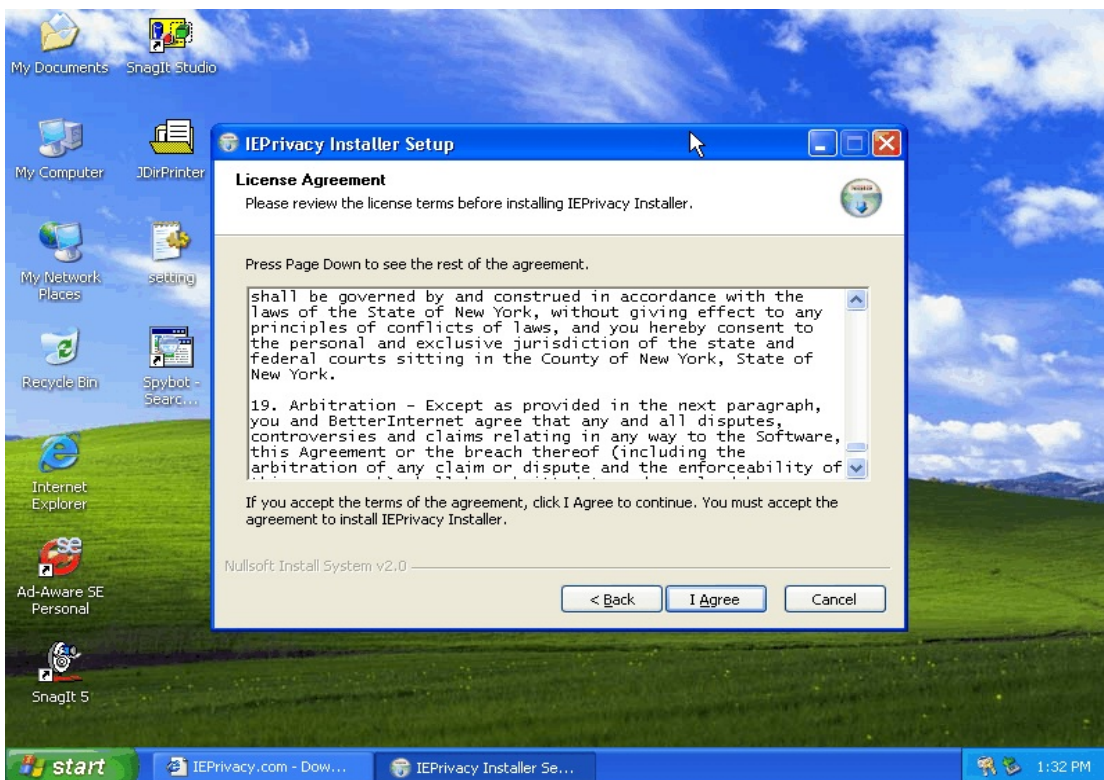 My Documents
SnagIt Studio
My Computer
JDirPrinter
My Network
Places
setting
Recycle Bin
Spybot -
Searc...
Internet
Explorer
Ad-Aware SE
Personal
SnagIt 5
IEPrivacy Installer Setup
License Agreement
Please review the license terms before installing IEPrivacy Installer.
Press Page Down to see the rest of the agreement.
shall be governed by and construed in accordance with the
laws of the State of New York, without giving effect to any
principles of conflicts of laws, and you hereby consent to
the personal and exclusive jurisdiction of the state and
federal courts sitting in the County of New York, State of
New York.
19. Arbitration - Except as provided in the next paragraph,
you and BetterInternet agree that any and all disputes,
controversies and claims relating in any way to the Software,
this Agreement or the breach thereof (including the
arbitration of any claim or dispute and the enforceability of
If you accept the terms of the agreement, click I Agree to continue. You must accept the
agreement to install IEPrivacy Installer.
Nullsoft Install System v2.0
< Back
I Agree
Cancel
start
IEPrivacy.com - Dow...
IEPrivacy Installer Se...
1:32 PM